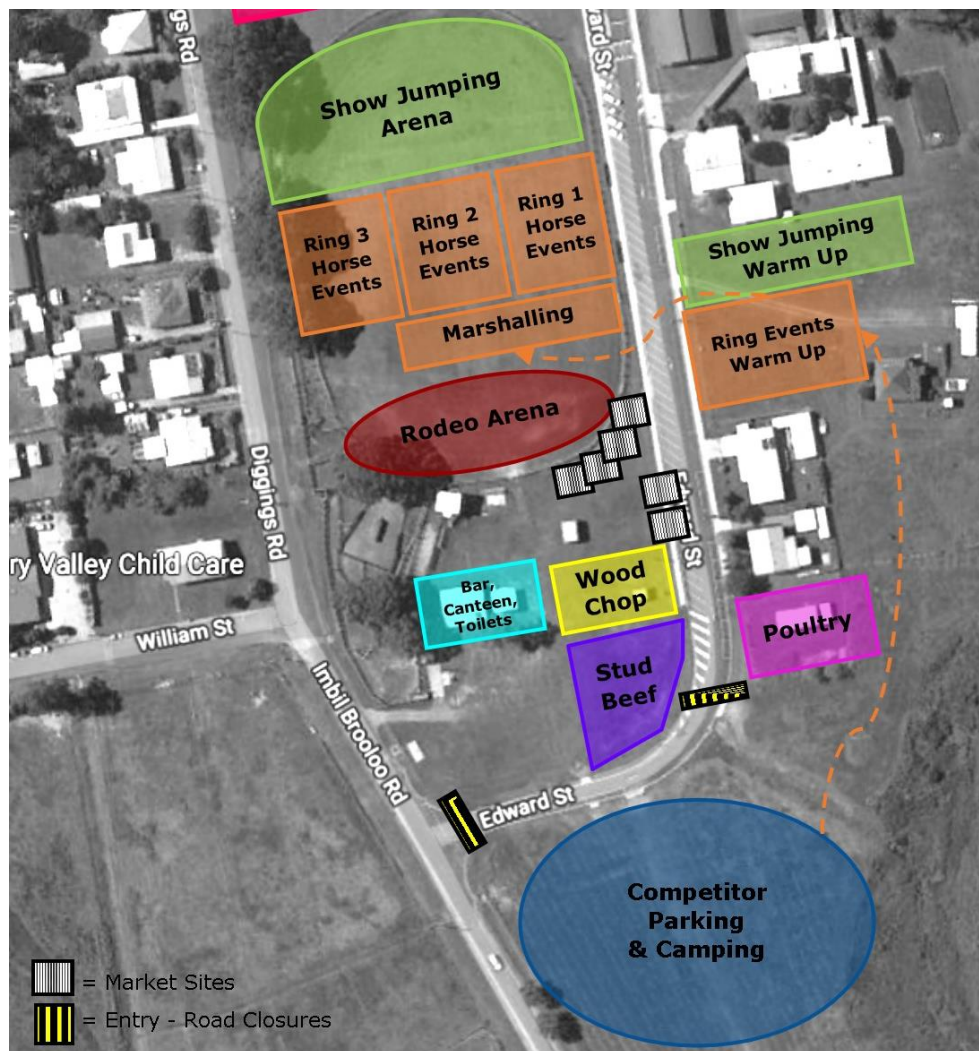 gs Rd
ward St
Show Jumping
Arena
Ring 3
Horse
Events
Ring 2
Horse
Events
Ring 1
Horse
Events
Show Jumping
Warm Up
Marshalling
Ring Events
Warm Up
Rodeo Arena
Diggings Rd
Edward St
ry Valley Child Care
Bar,
Canteen,
Toilets
Wood
Chop
Poultry
William St
Stud
Beef
Imbil Brooloo Rd
Edward St
Competitor
Parking
& Camping
= Market Sites
= Entry - Road Closures